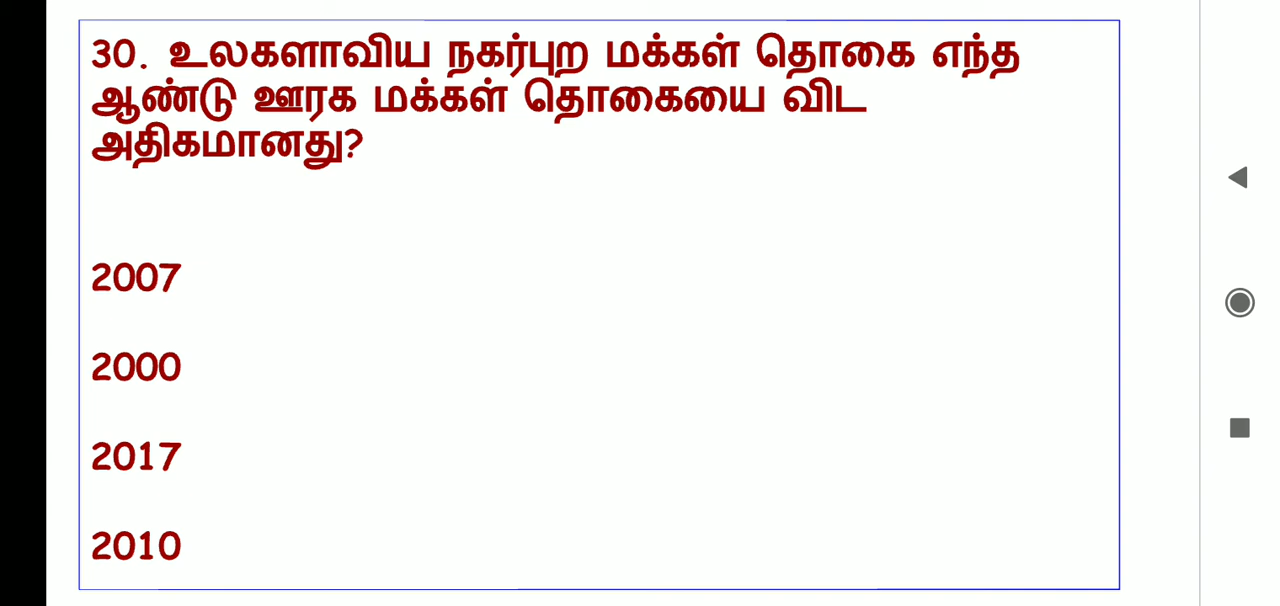 30. உலகளாவிய நகர்புற மக்கள் தொகை எந்த
ஆண்டு ஊரக மக்கள் தொகையை விட
அதிகமானது?
2007
2000
2017
2010